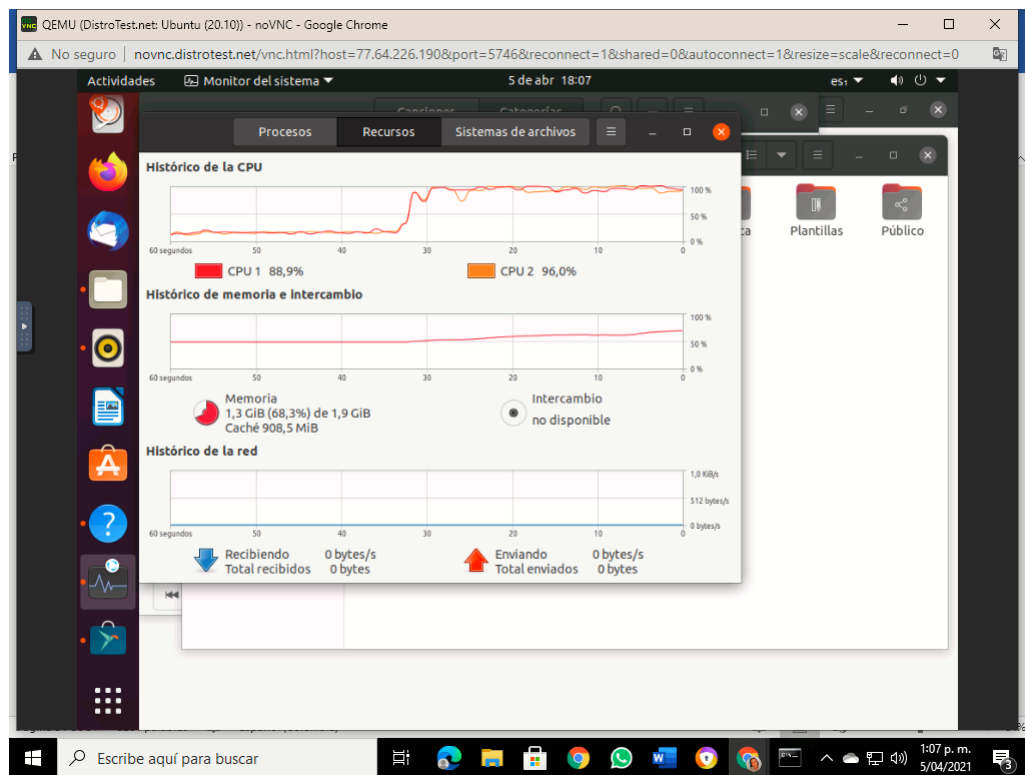 QEMU (DistroTest.net: Ubuntu (20.10)) - noVNC - Google Chrome
No seguro | novnc.distrotest.net/vnc.html?host=77.64.226.190&port=5746&reconnect=1&shared=0&autoconnect=1&resize=scale&reconnect=0
Actividades Monitor del sistema 5 de abr 18:07 es1
Canciones Categorías
Procesos Recursos Sistemas de archivos
Histórico de la CPU
100 %
50 %
0 %
60 segundos 50 40 30 20 10 0
CPU 1 88,9% CPU 2 96,0%
Histórico de memoria e intercambio
100 %
50 %
0 %
60 segundos 50 40 30 20 10 0
Memoria
1,3 GiB (68,3%) de 1,9 GiB
Caché 908,5 MiB
Intercambio
no disponible
Histórico de la red
1,0 KiB/s
512 bytes/s
0 bytes/s
60 segundos 50 40 30 20 10 0
Recibiendo 0 bytes/s
Total recibidos 0 bytes
Enviando 0 bytes/s
Total enviados 0 bytes
ca Plantillas Público
Escribe aquí para buscar
1:07 p. m.
5/04/2021
3